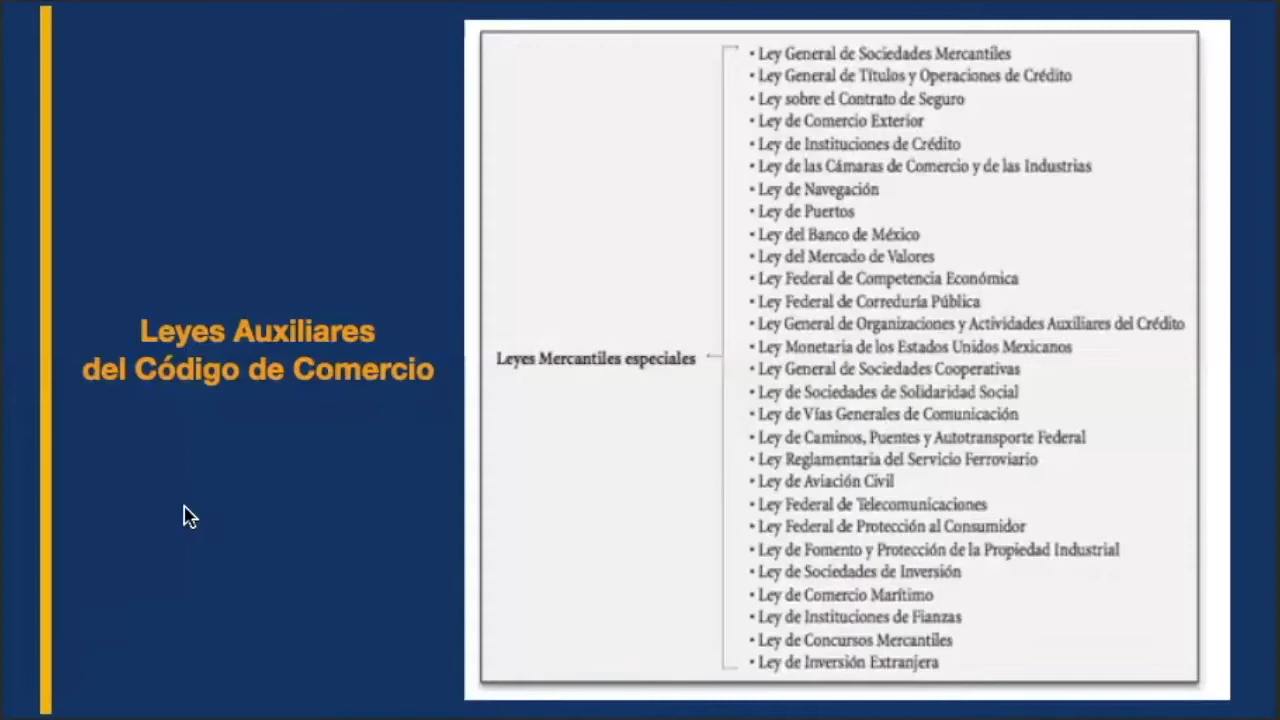 Leyes Auxiliares
del Código de Comercio
Leyes Mercantiles especiales
• Ley General de Sociedades Mercantiles
• Ley General de Títulos y Operaciones de Crédito
• Ley sobre el Contrato de Seguro
• Ley de Comercio Exterior
• Ley de Instituciones de Crédito
• Ley de las Cámaras de Comercio y de las Industrias
• Ley de Navegación
• Ley de Puertos
• Ley del Banco de México
• Ley del Mercado de Valores
• Ley Federal de Competencia Económica
• Ley Federal de Correduría Pública
• Ley General de Organizaciones y Actividades Auxiliares del Crédito
• Ley Monetaria de los Estados Unidos Mexicanos
• Ley General de Sociedades Cooperativas
• Ley de Sociedades de Solidaridad Social
• Ley de Vías Generales de Comunicación
• Ley de Caminos, Puentes y Autotransporte Federal
• Ley Reglamentaria del Servicio Ferroviario
• Ley de Aviación Civil
• Ley Federal de Telecomunicaciones
• Ley Federal de Protección al Consumidor
• Ley de Fomento y Protección de la Propiedad Industrial
• Ley de Sociedades de Inversión
• Ley de Comercio Marítimo
• Ley de Instituciones de Fianzas
• Ley de Concursos Mercantiles
• Ley de Inversión Extranjera